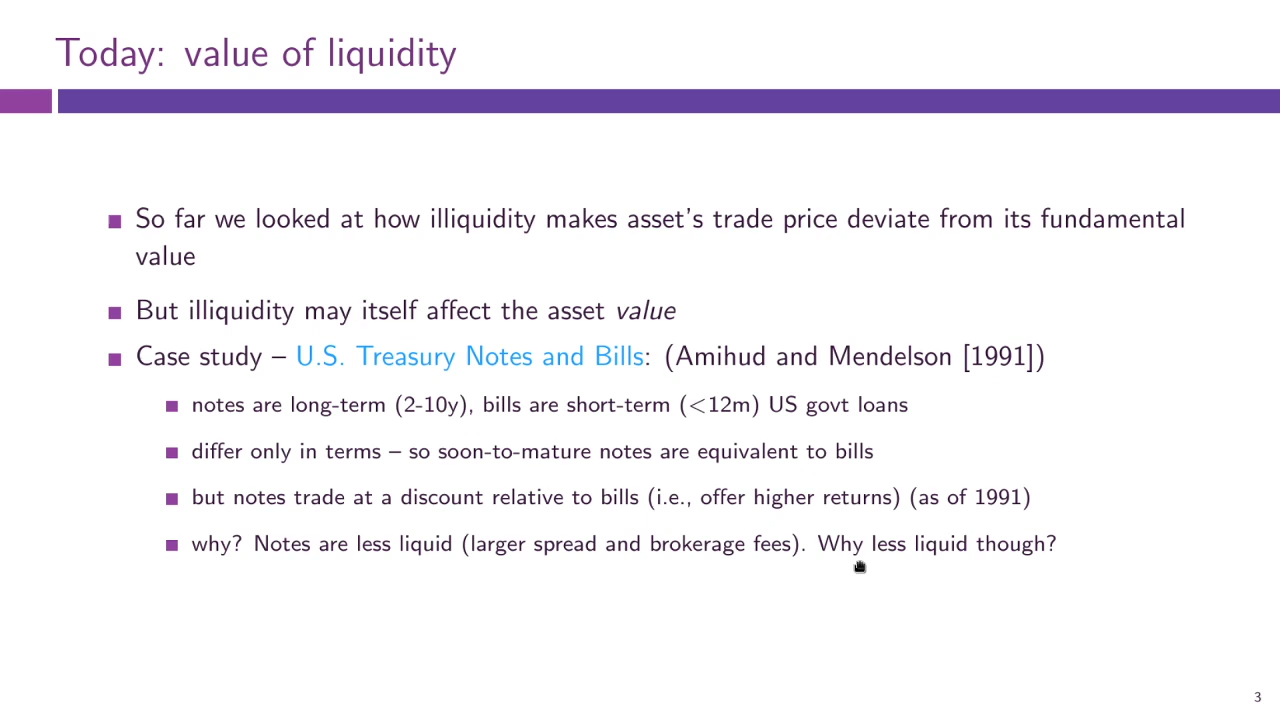 Today: value of liquidity
So far we looked at how illiquidity makes asset's trade price deviate from its fundamental
value
But illiquidity may itself affect the asset value
Case study – U.S. Treasury Notes and Bills: (Amihud and Mendelson [1991])
notes are long-term (2-10y), bills are short-term (<12m) US govt loans
differ only in terms – so soon-to-mature notes are equivalent to bills
but notes trade at a discount relative to bills (i.e., offer higher returns) (as of 1991)
why? Notes are less liquid (larger spread and brokerage fees). Why less liquid though?
3